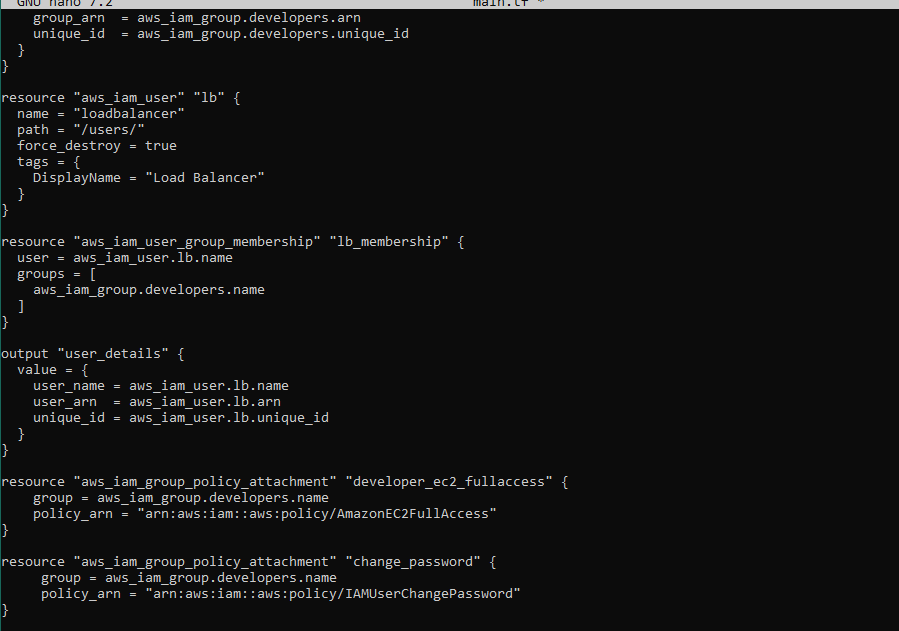 GNU nano 7.2 main.tf *
group_arn  = aws_iam_group.developers.arn
unique_id  = aws_iam_group.developers.unique_id
}
}
resource "aws_iam_user" "lb" {
name = "loadbalancer"
path = "/users/"
force_destroy = true
tags = {
DisplayName = "Load Balancer"
}
}
resource "aws_iam_user_group_membership" "lb_membership" {
user = aws_iam_user.lb.name
groups = [
aws_iam_group.developers.name
]
}
output "user_details" {
value = {
user_name = aws_iam_user.lb.name
user_arn  = aws_iam_user.lb.arn
unique_id = aws_iam_user.lb.unique_id
}
}
resource "aws_iam_group_policy_attachment" "developer_ec2_fullaccess" {
group = aws_iam_group.developers.name
policy_arn = "arn:aws:iam::aws:policy/AmazonEC2FullAccess"
}
resource "aws_iam_group_policy_attachment" "change_password" {
group = aws_iam_group.developers.name
policy_arn = "arn:aws:iam::aws:policy/IAMUserChangePassword"
}